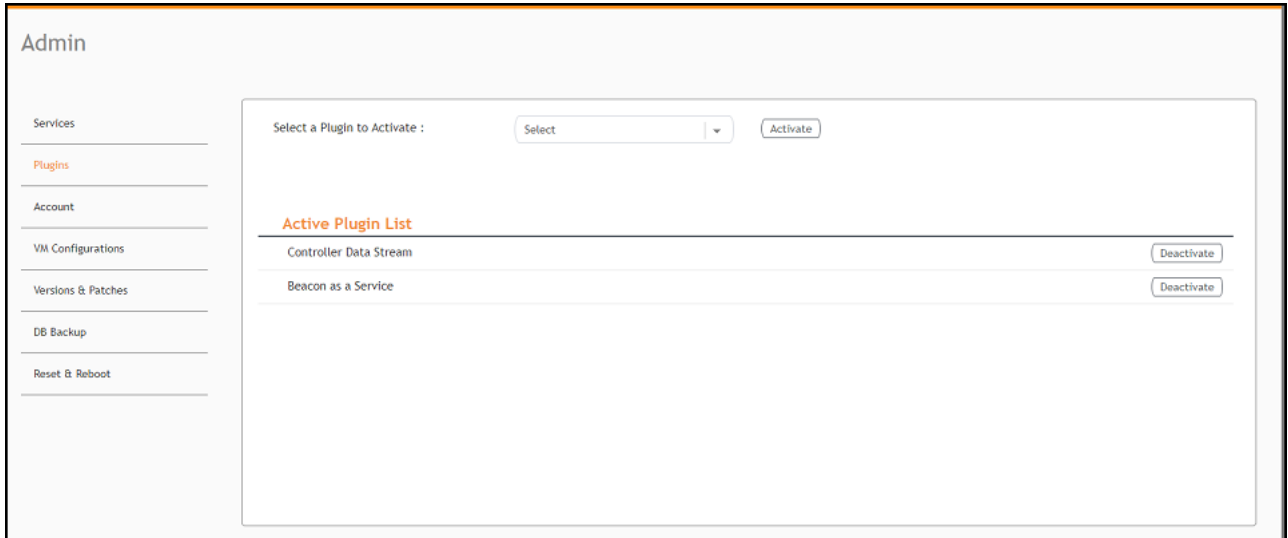 Admin
Services
Plugins
Account
VM Configurations
Versions & Patches
DB Backup
Reset & Reboot
Select a Plugin to Activate : Select Activate
Active Plugin List
Controller Data Stream Deactivate
Beacon as a Service Deactivate